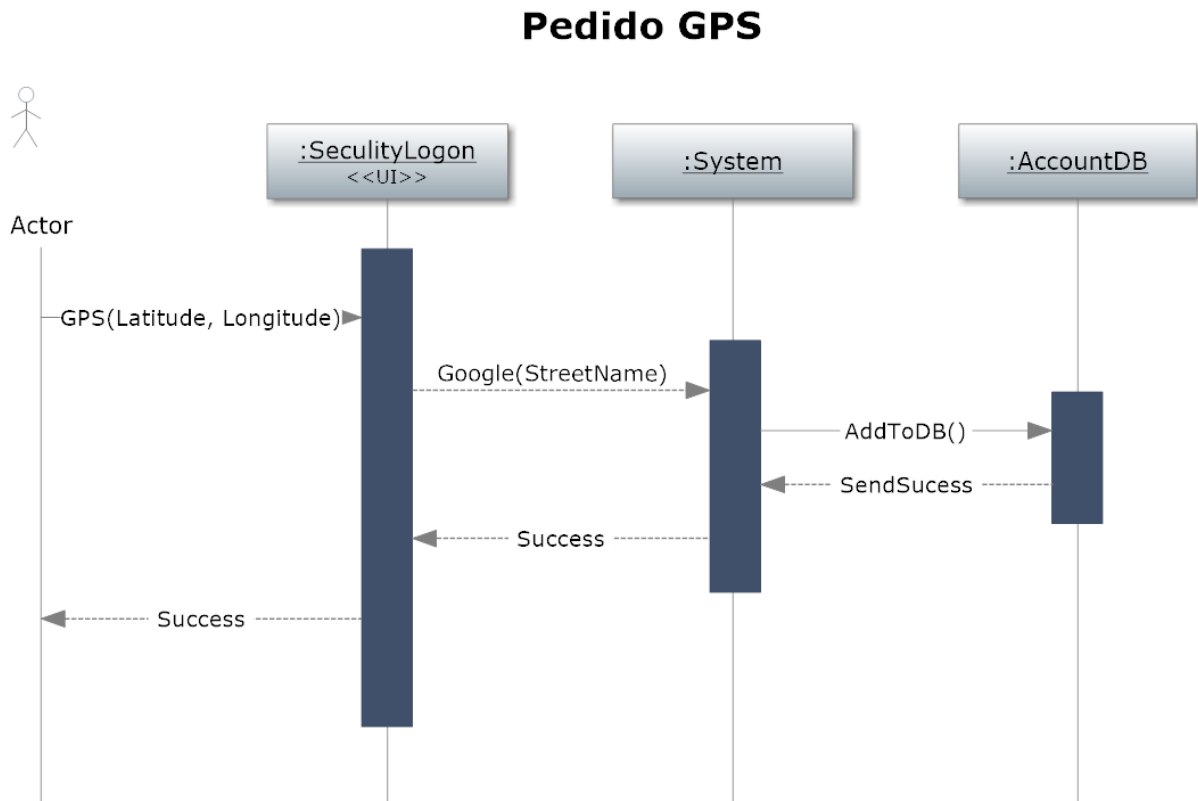 Pedido GPS
:SeculityLogon
<<UI>>
:System
:AccountDB
Actor
GPS(Latitude, Longitude)
Google(StreetName)
AddToDB()
SendSucess
Success
Success